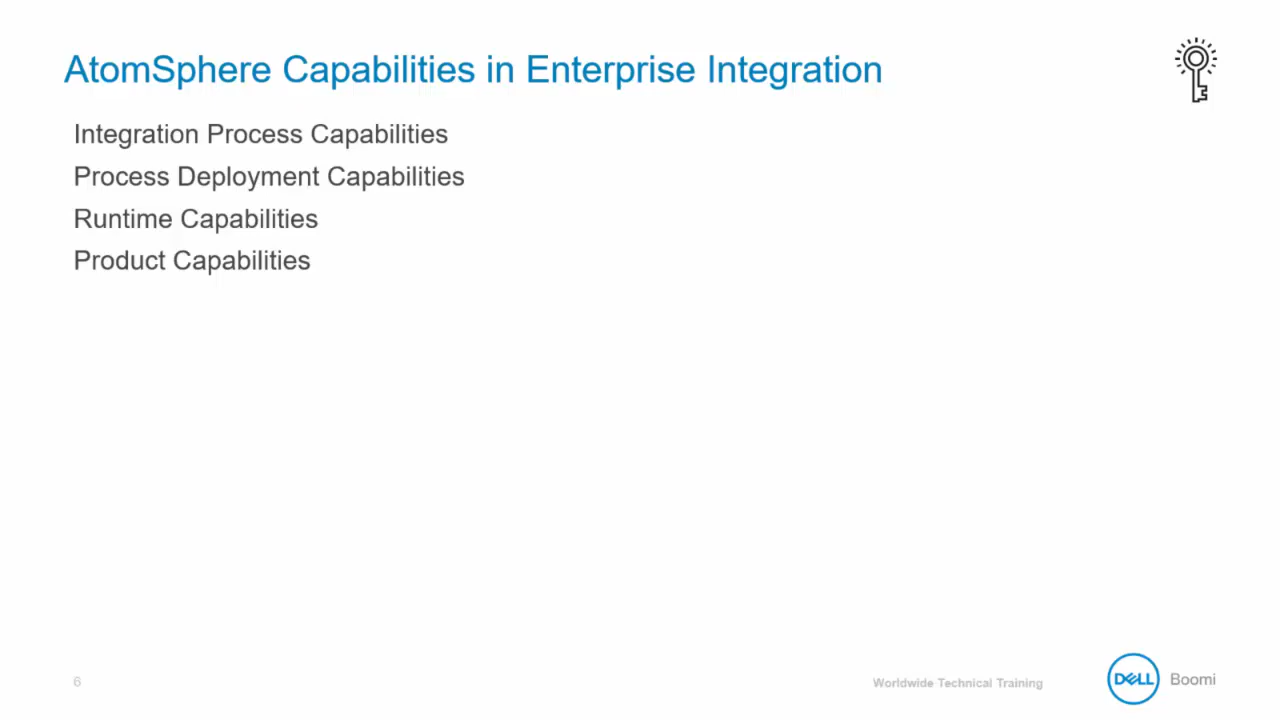 AtomSphere Capabilities in Enterprise Integration
Integration Process Capabilities
Process Deployment Capabilities
Runtime Capabilities
Product Capabilities
6
Worldwide Technical Training
DELL Boomi